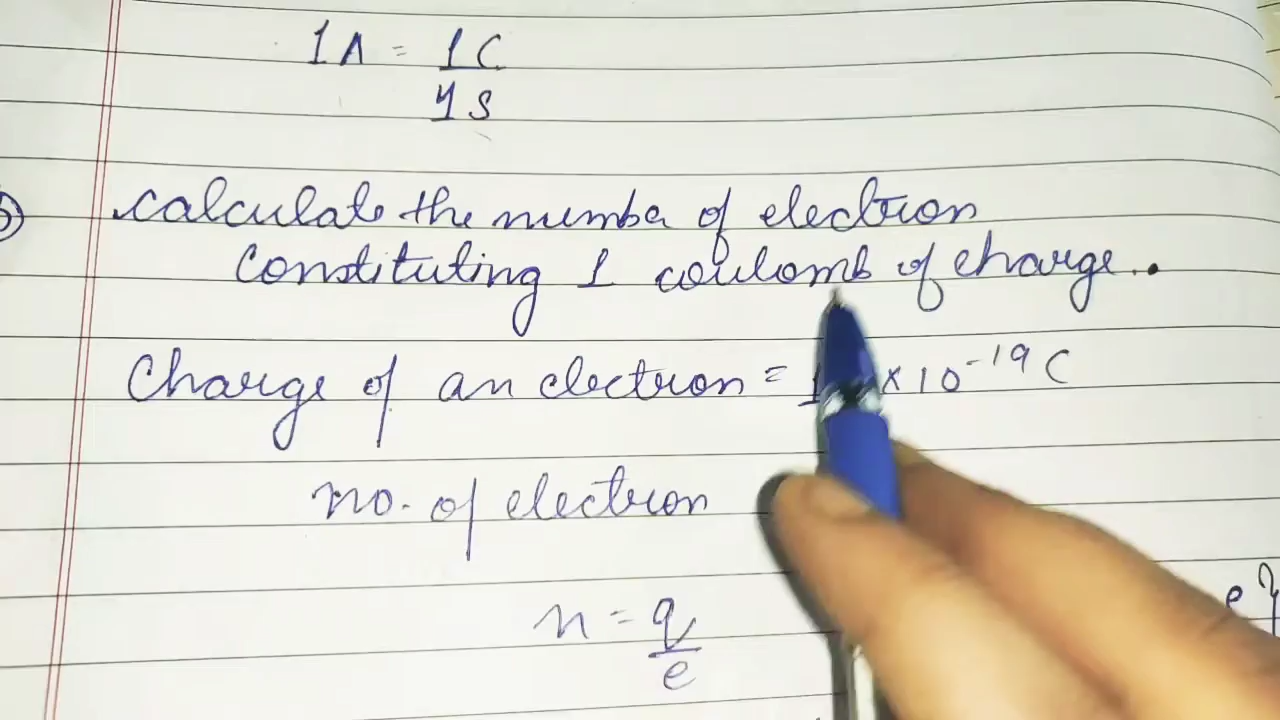 1A = 1C
1S
calculate the number of electron
constituting 1 coulomb of charge..
Charge of an electron = 1 × 10⁻¹⁹ C
no. of electron
n = q
e